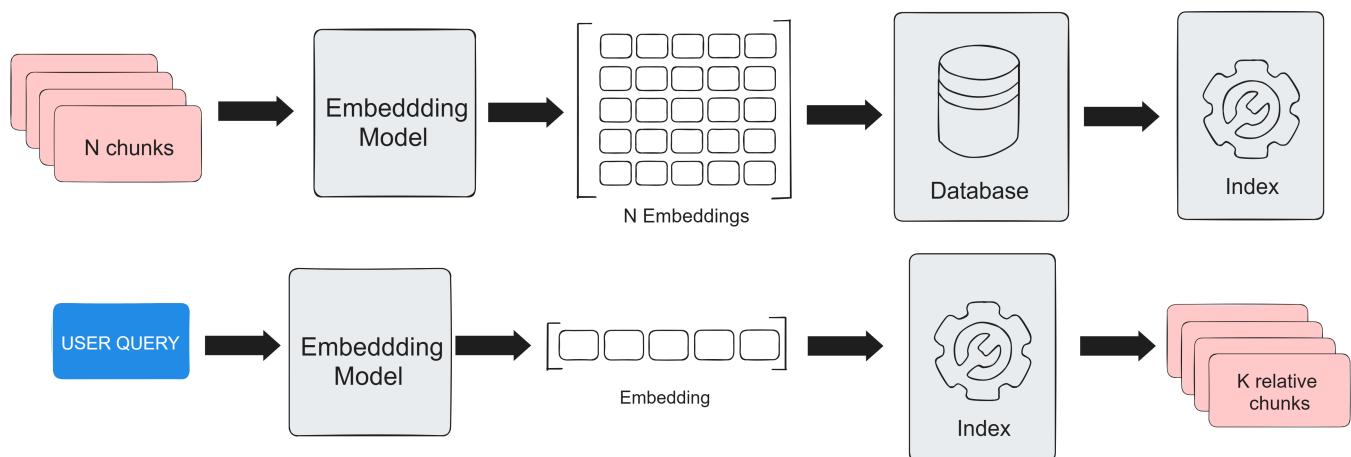 N chunks
Embeddding
Model
N Embeddings
Database
Index
USER QUERY
Embeddding
Model
Embedding
Index
K relative
chunks